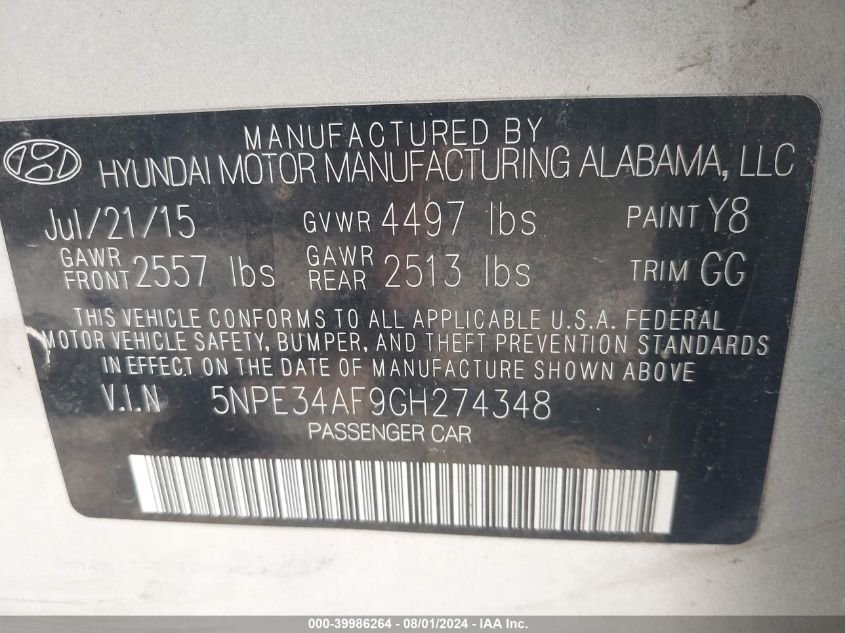 MANUFACTURED BY
HYUNDAI MOTOR MANUFACTURING ALABAMA, LLC
Jul/21/15 GVWR 4497 lbs PAINT Y8
GAWR FRONT 2557 lbs GAWR REAR 2513 lbs TRIM GG
THIS VEHICLE CONFORMS TO ALL APPLICABLE U.S.A. FEDERAL
MOTOR VEHICLE SAFETY, BUMPER, AND THEFT PREVENTION STANDARDS
IN EFFECT ON THE DATE OF MANUFACTURE SHOWN ABOVE
V.I.N 5NPE34AF9GH274348
PASSENGER CAR
000-39986264 - 08/01/2024 - IAA Inc.